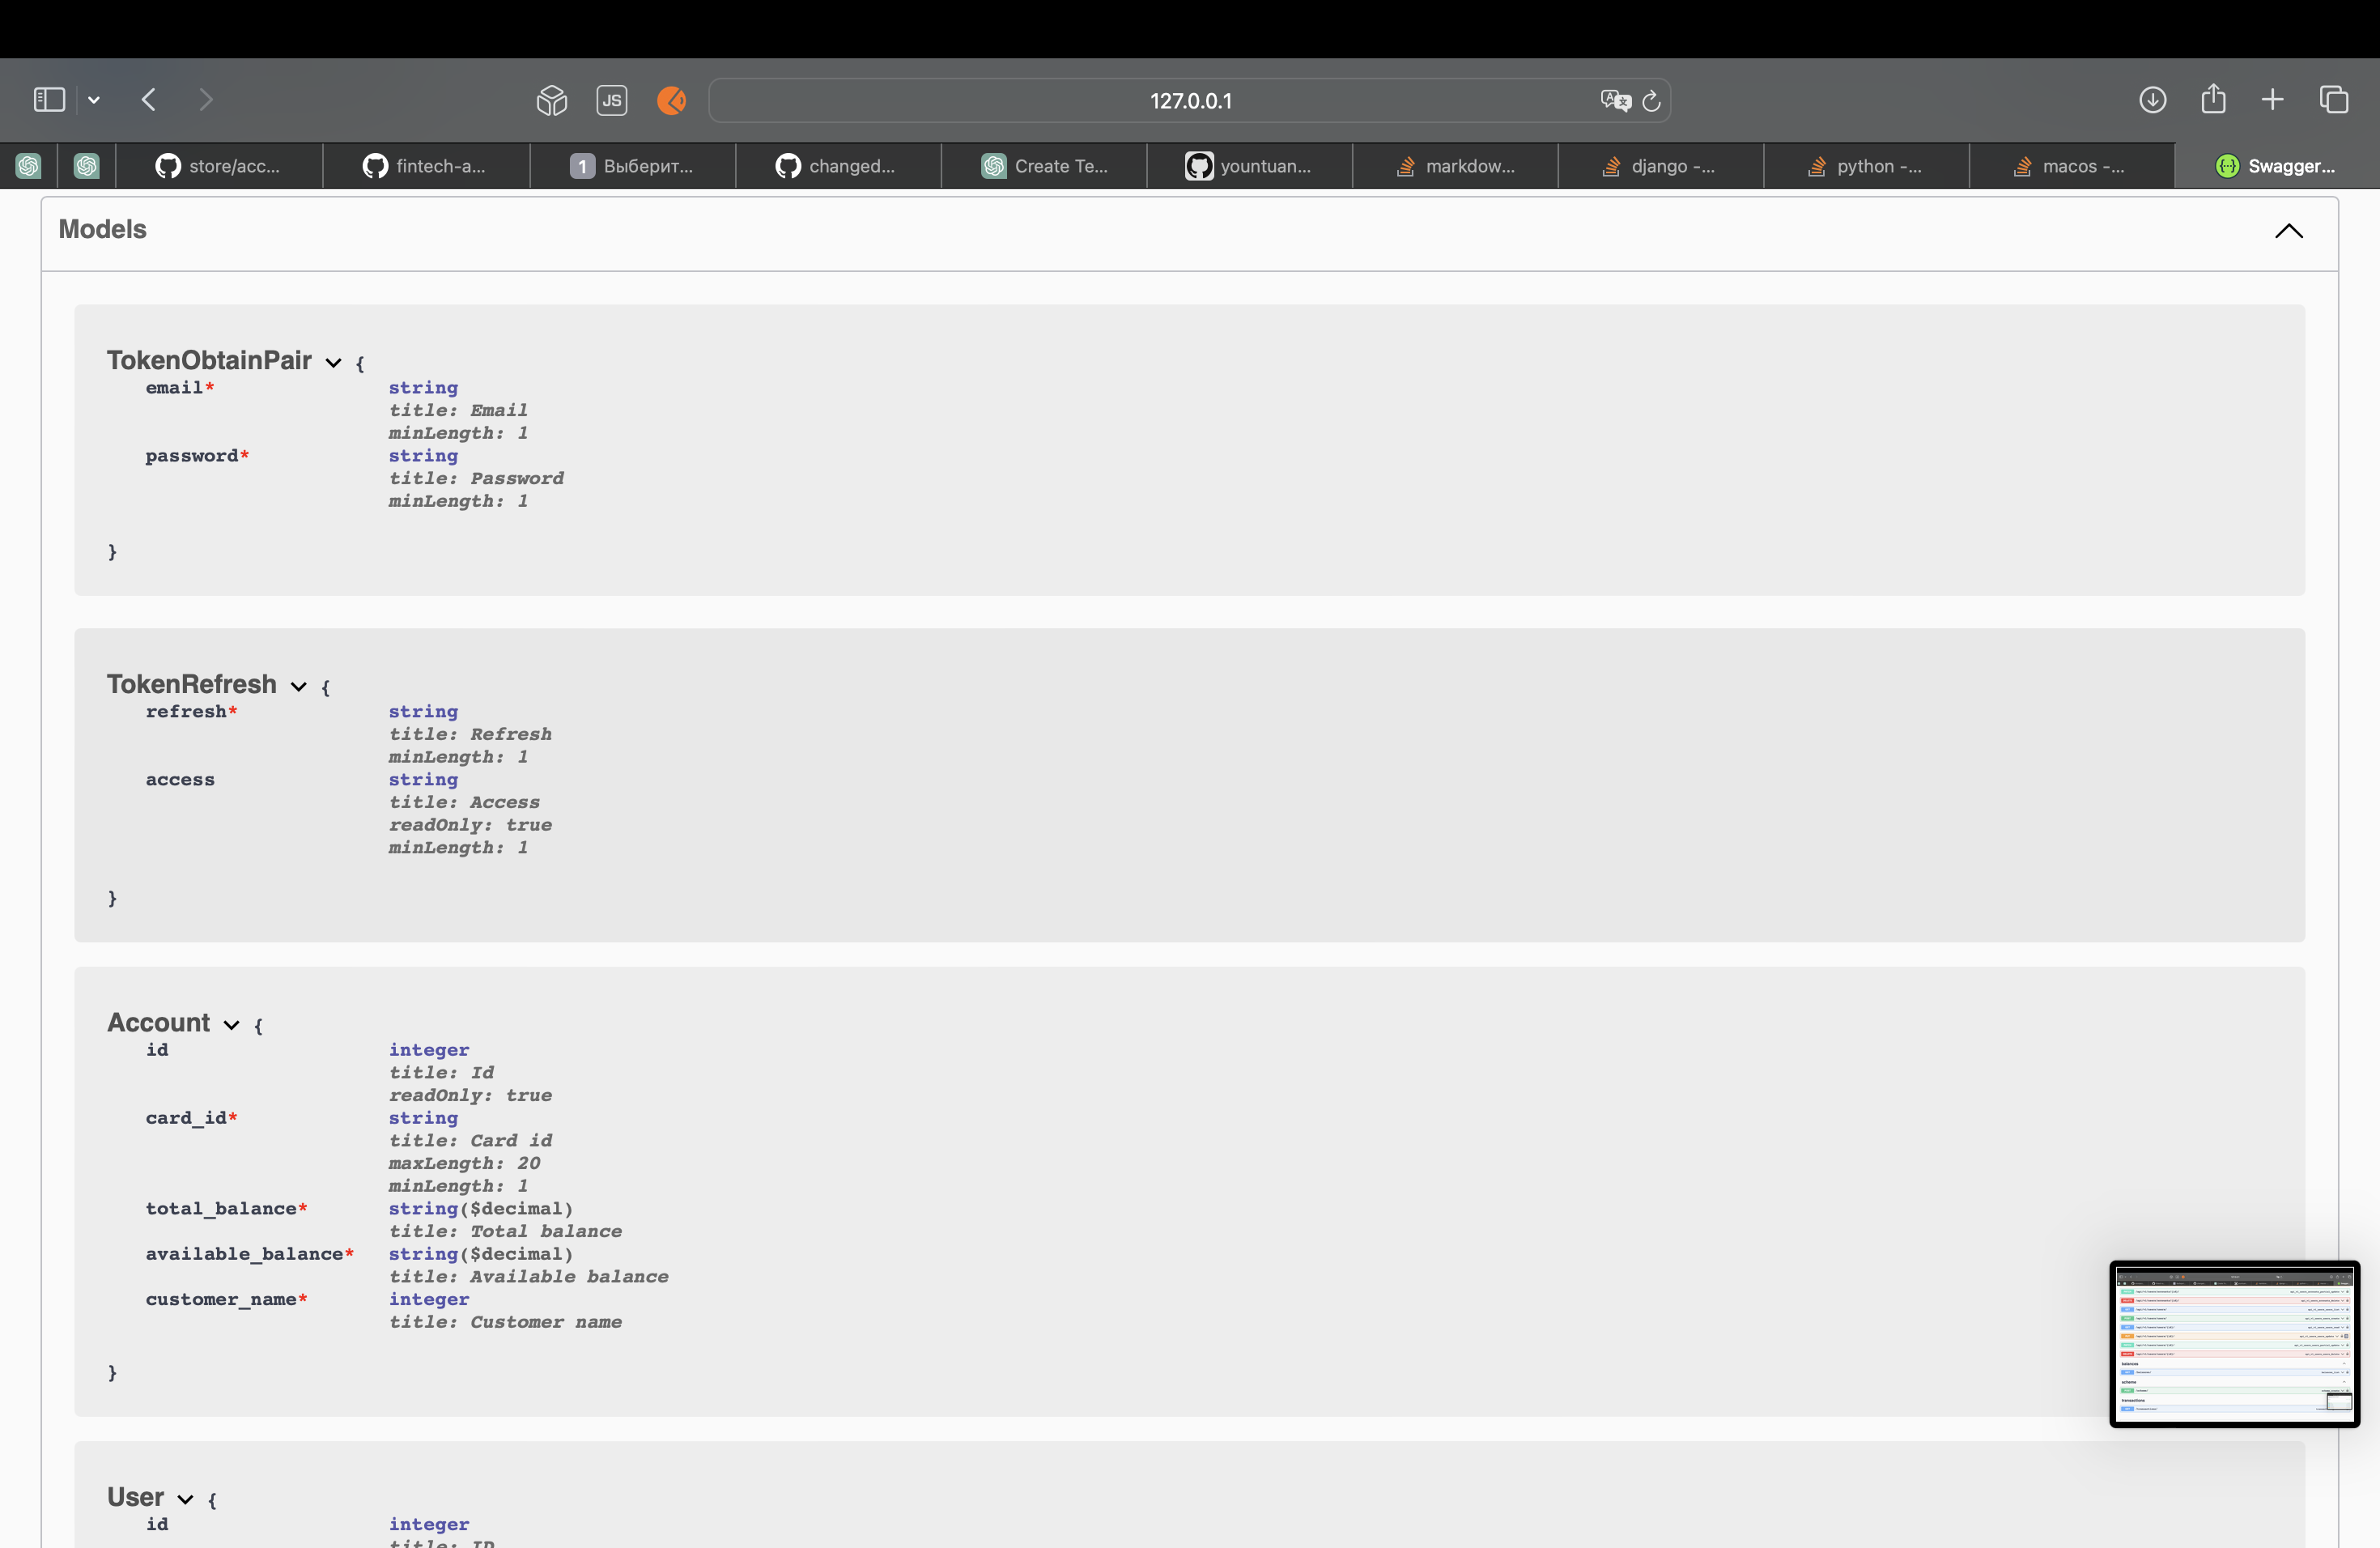 JS
127.0.0.1
store/acc...
fintech-a...
1 Выберит...
changed...
Create Te...
yountuan...
markdow...
django -...
python -...
macos -...
Swagger...
Models
TokenObtainPair {
email* string
title: Email
minLength: 1
password* string
title: Password
minLength: 1
}
TokenRefresh {
refresh* string
title: Refresh
minLength: 1
access string
title: Access
readOnly: true
minLength: 1
}
Account {
id integer
title: Id
readOnly: true
card_id* string
title: Card id
maxLength: 20
minLength: 1
total_balance* string($decimal)
title: Total balance
available_balance* string($decimal)
title: Available balance
customer_name* integer
title: Customer name
}
User {
id integer
title: ID